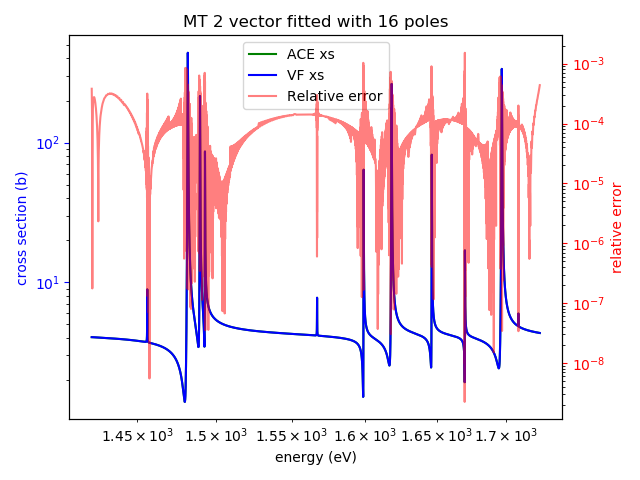 MT 2 vector fitted with 16 poles
ACE xs
VF xs
Relative error
cross section (b)
10²
10¹
relative error
10⁻³
10⁻⁴
10⁻⁵
10⁻⁶
10⁻⁷
10⁻⁸
1.45 × 10³ 1.5 × 10³ 1.55 × 10³ 1.6 × 10³ 1.65 × 10³ 1.7 × 10³
energy (eV)